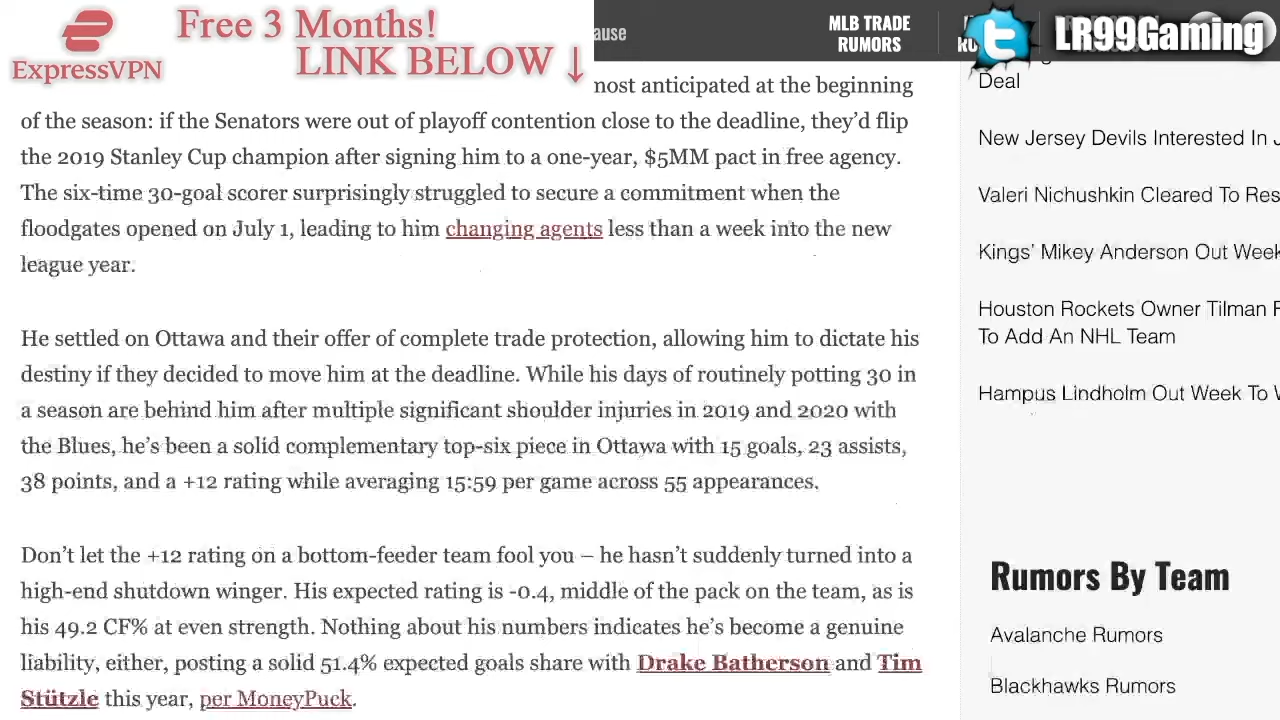 Free 3 Months!
LINK BELOW ↓
ExpressVPN
ause
MLB TRADE
RUMORS
LR99Gaming
most anticipated at the beginning
of the season: if the Senators were out of playoff contention close to the deadline, they’d flip
the 2019 Stanley Cup champion after signing him to a one-year, $5MM pact in free agency.
The six-time 30-goal scorer surprisingly struggled to secure a commitment when the
floodgates opened on July 1, leading to him changing agents less than a week into the new
league year.
He settled on Ottawa and their offer of complete trade protection, allowing him to dictate his
destiny if they decided to move him at the deadline. While his days of routinely potting 30 in
a season are behind him after multiple significant shoulder injuries in 2019 and 2020 with
the Blues, he’s been a solid complementary top-six piece in Ottawa with 15 goals, 23 assists,
38 points, and a +12 rating while averaging 15:59 per game across 55 appearances.
Don’t let the +12 rating on a bottom-feeder team fool you – he hasn’t suddenly turned into a
high-end shutdown winger. His expected rating is -0.4, middle of the pack on the team, as is
his 49.2 CF% at even strength. Nothing about his numbers indicates he’s become a genuine
liability, either, posting a solid 51.4% expected goals share with Drake Batherson and Tim
Stützle this year, per MoneyPuck.
Deal
New Jersey Devils Interested In J
Valeri Nichushkin Cleared To Res
Kings’ Mikey Anderson Out Week
Houston Rockets Owner Tilman F
To Add An NHL Team
Hampus Lindholm Out Week To W
Rumors By Team
Avalanche Rumors
Blackhawks Rumors